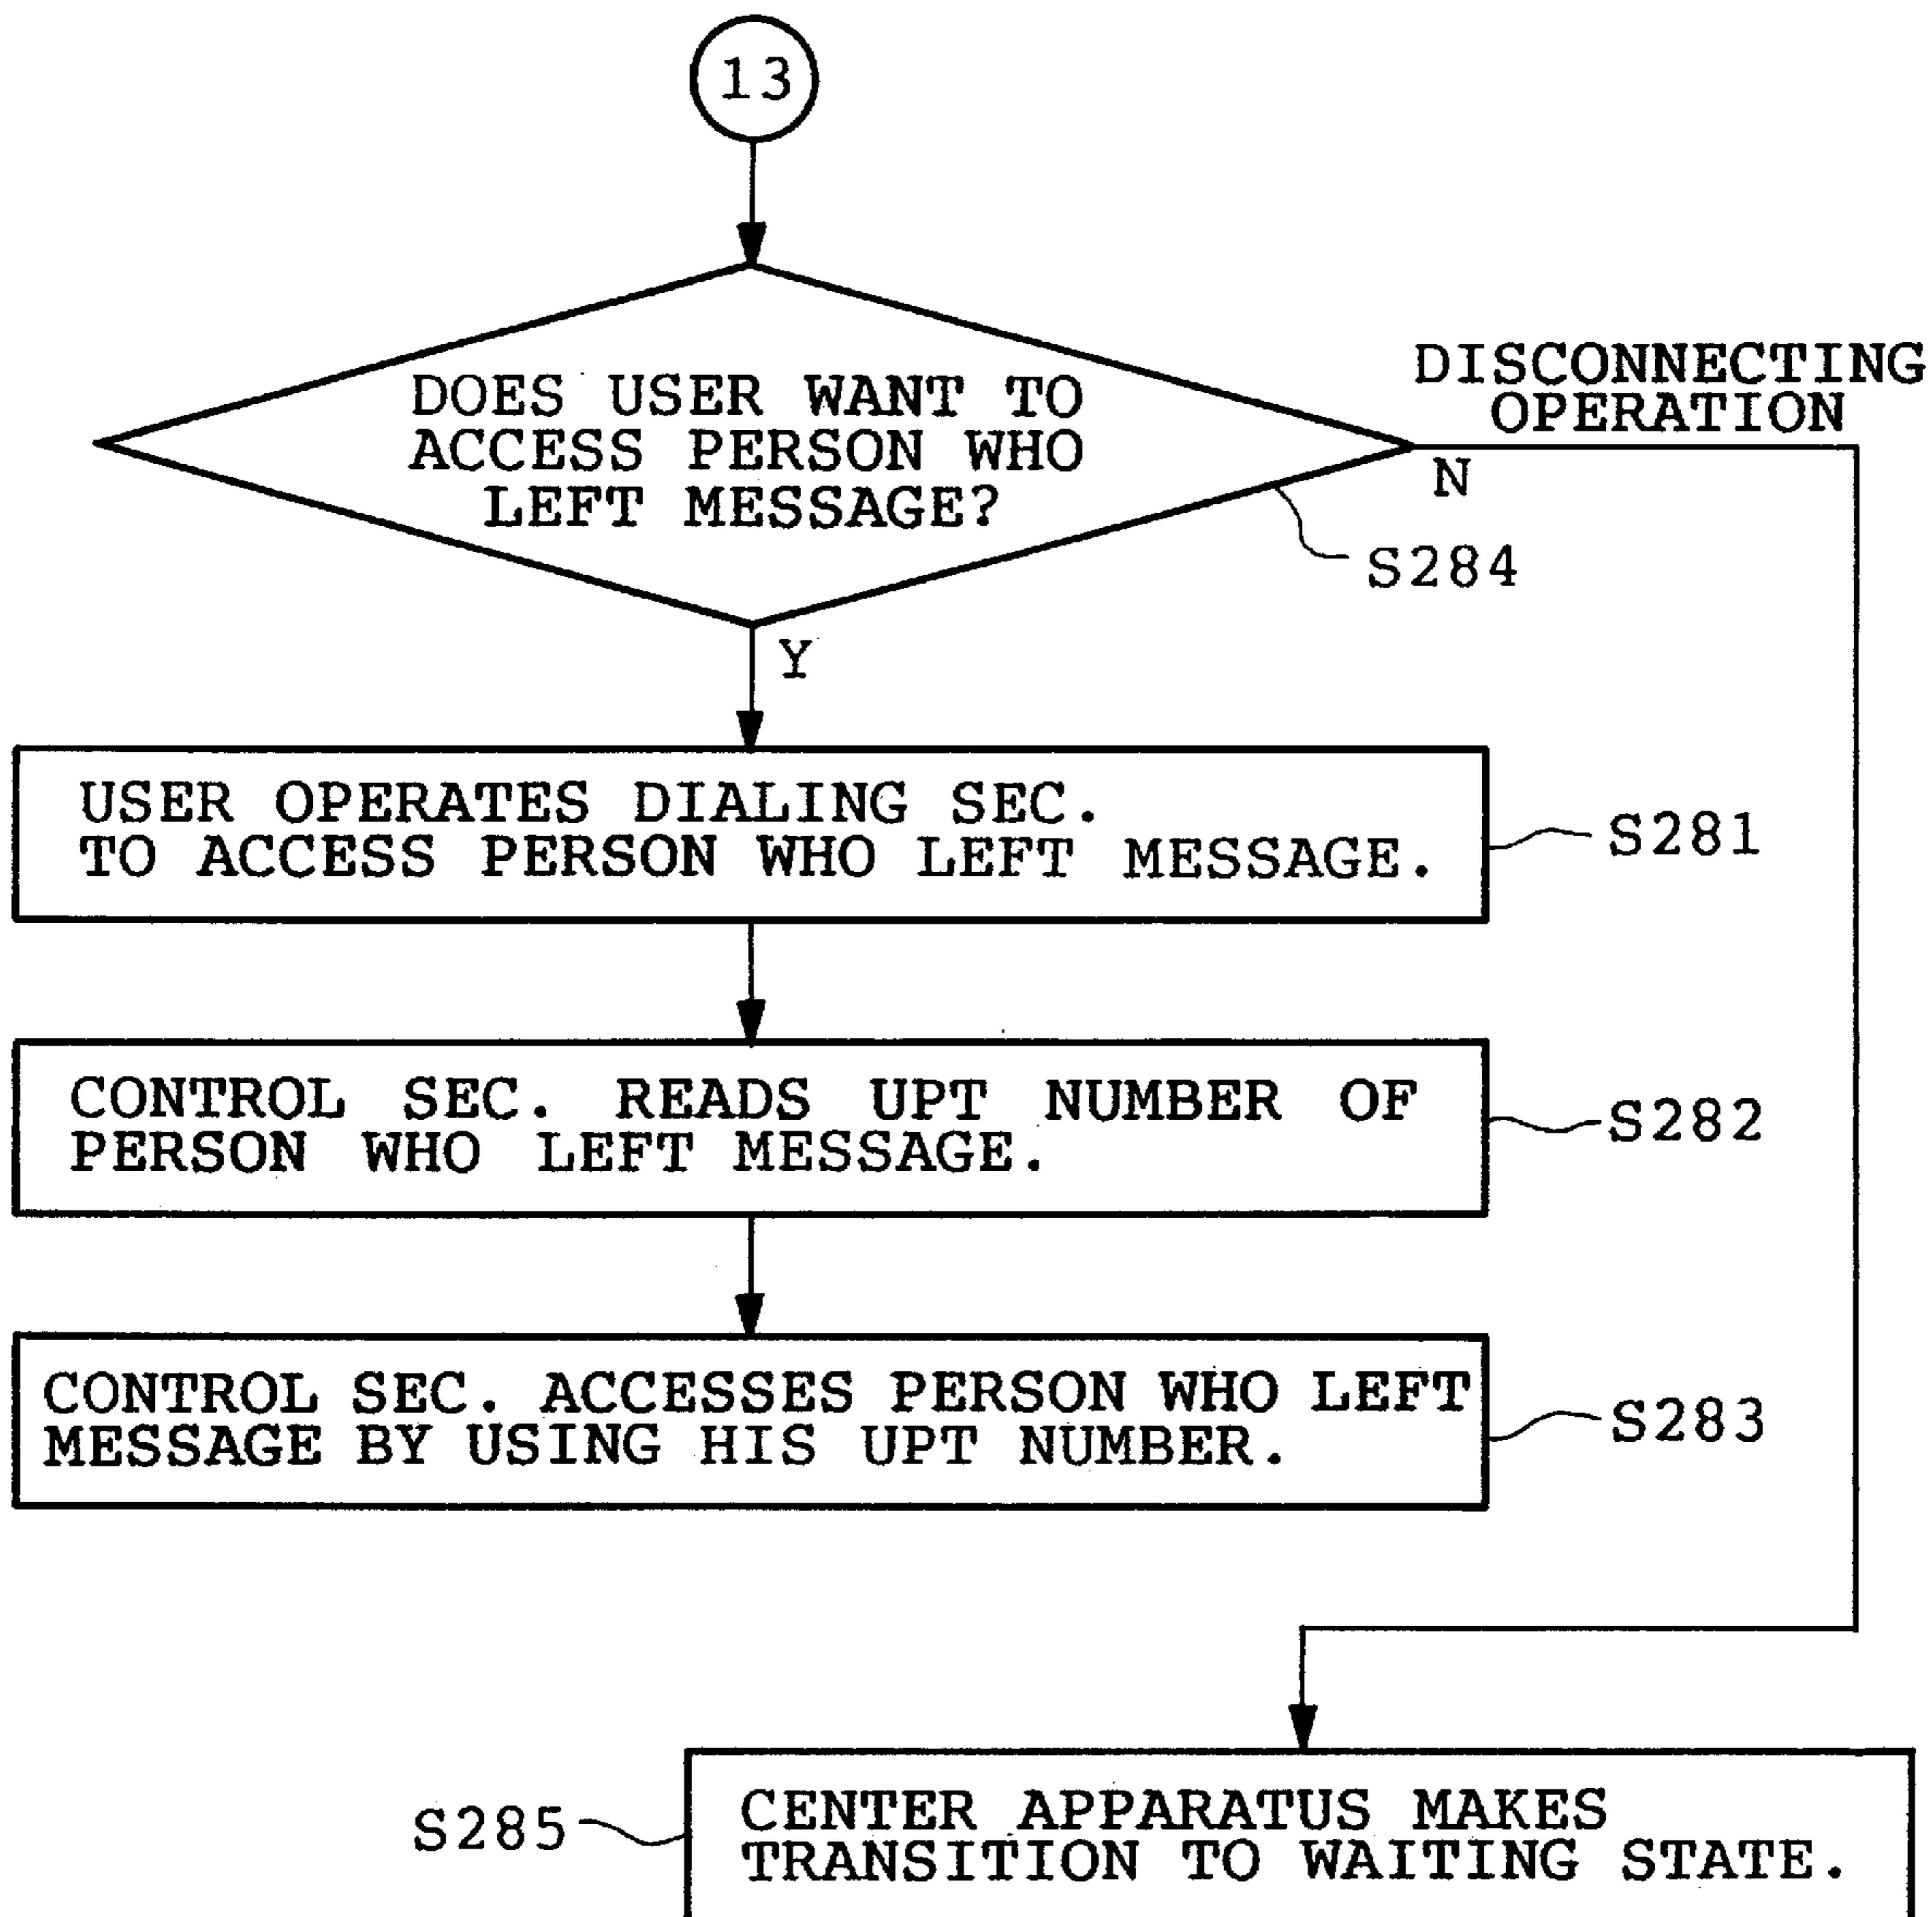 13
DOES USER WANT TO
ACCESS PERSON WHO
LEFT MESSAGE?
DISCONNECTING
OPERATION
N
S284
Y
USER OPERATES DIALING SEC.
TO ACCESS PERSON WHO LEFT MESSAGE.
S281
CONTROL SEC. READS UPT NUMBER OF
PERSON WHO LEFT MESSAGE.
S282
CONTROL SEC. ACCESSES PERSON WHO LEFT
MESSAGE BY USING HIS UPT NUMBER.
S283
S285
CENTER APPARATUS MAKES
TRANSITION TO WAITING STATE.